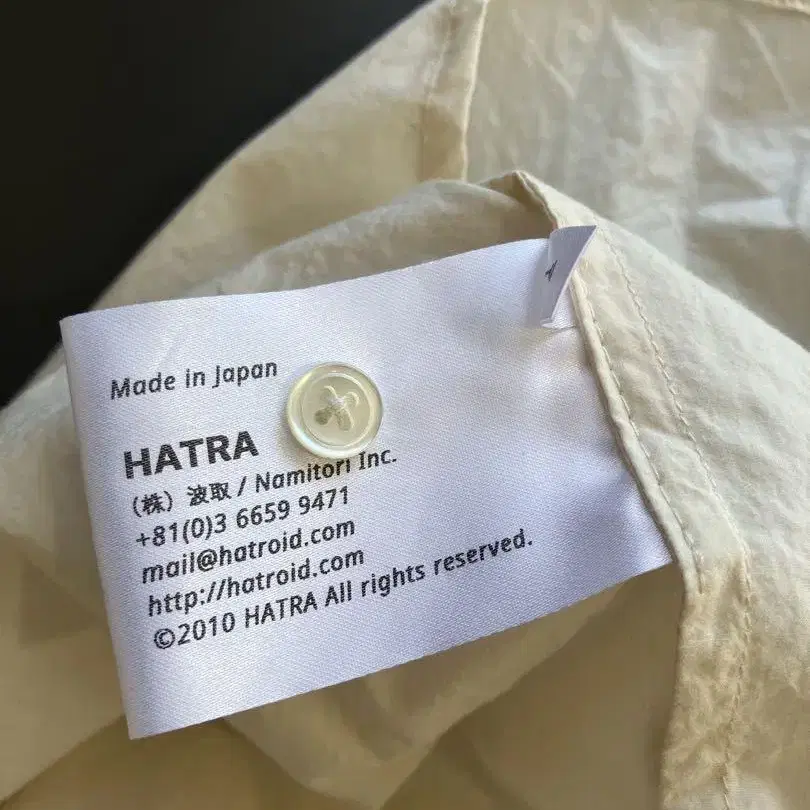 Made in Japan
HATRA
（株）波取 / Namitori Inc.
+81(0)3 6659 9471
mail@hatroid.com
http://hatroid.com
©2010 HATRA All rights reserved.